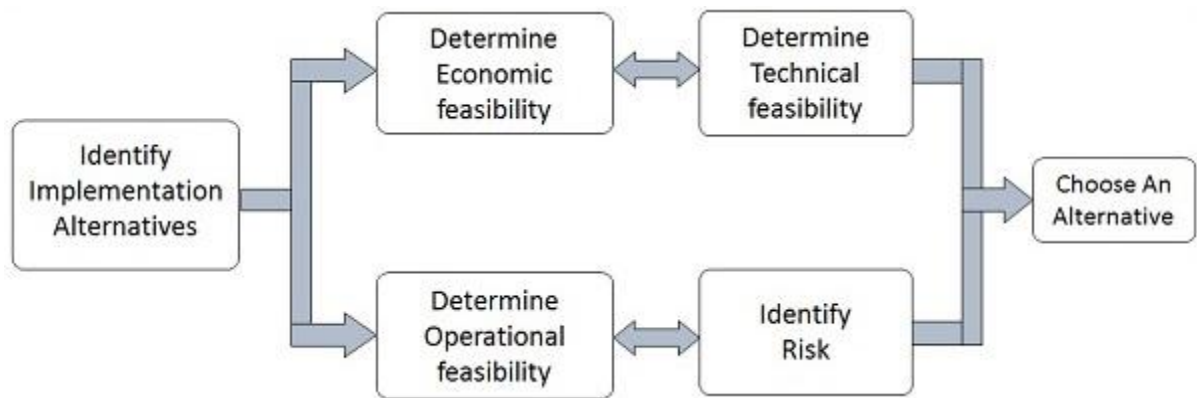 Identify
Implementation
Alternatives
Determine
Economic
feasibility
Determine
Technical
feasibility
Determine
Operational
feasibility
Identify
Risk
Choose An
Alternative